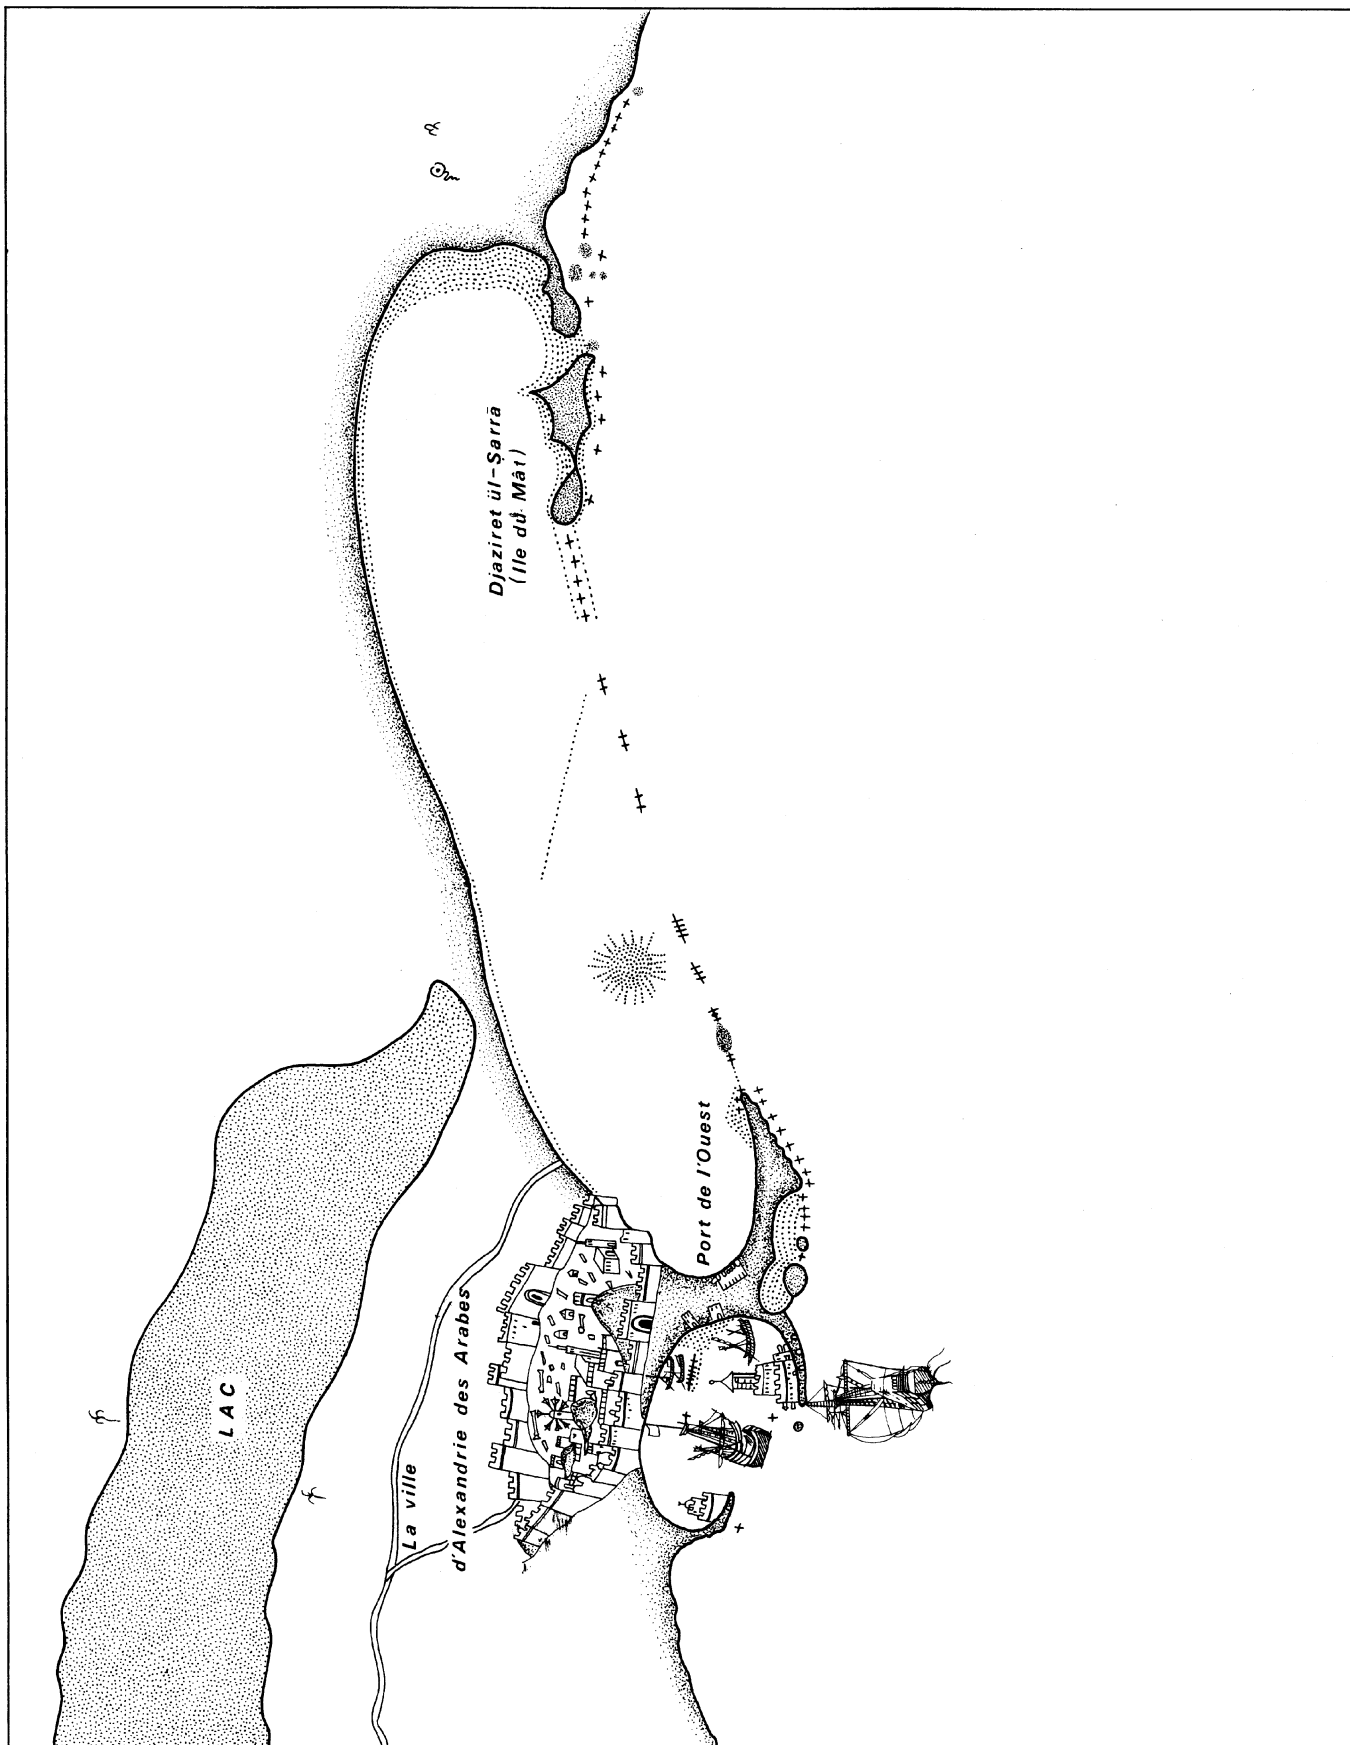 Djaziret ül-Ṣarrā
(Ile du Mât)
Port de l'Ouest
La ville
d'Alexandrie des Arabes
LAC